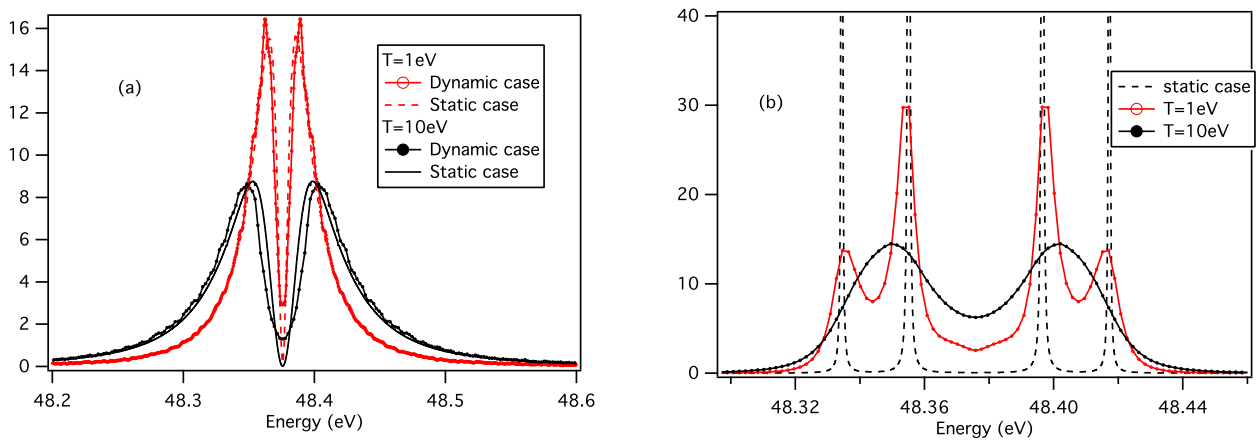 16
14
12
10
8
6
4
2
0
(a)
T=1eV
Dynamic case
Static case
T=10eV
Dynamic case
Static case
48.2 48.3 48.4 48.5 48.6
Energy (eV)
40
30
20
10
0
(b)
static case
T=1eV
T=10eV
48.32 48.36 48.40 48.44
Energy (eV)